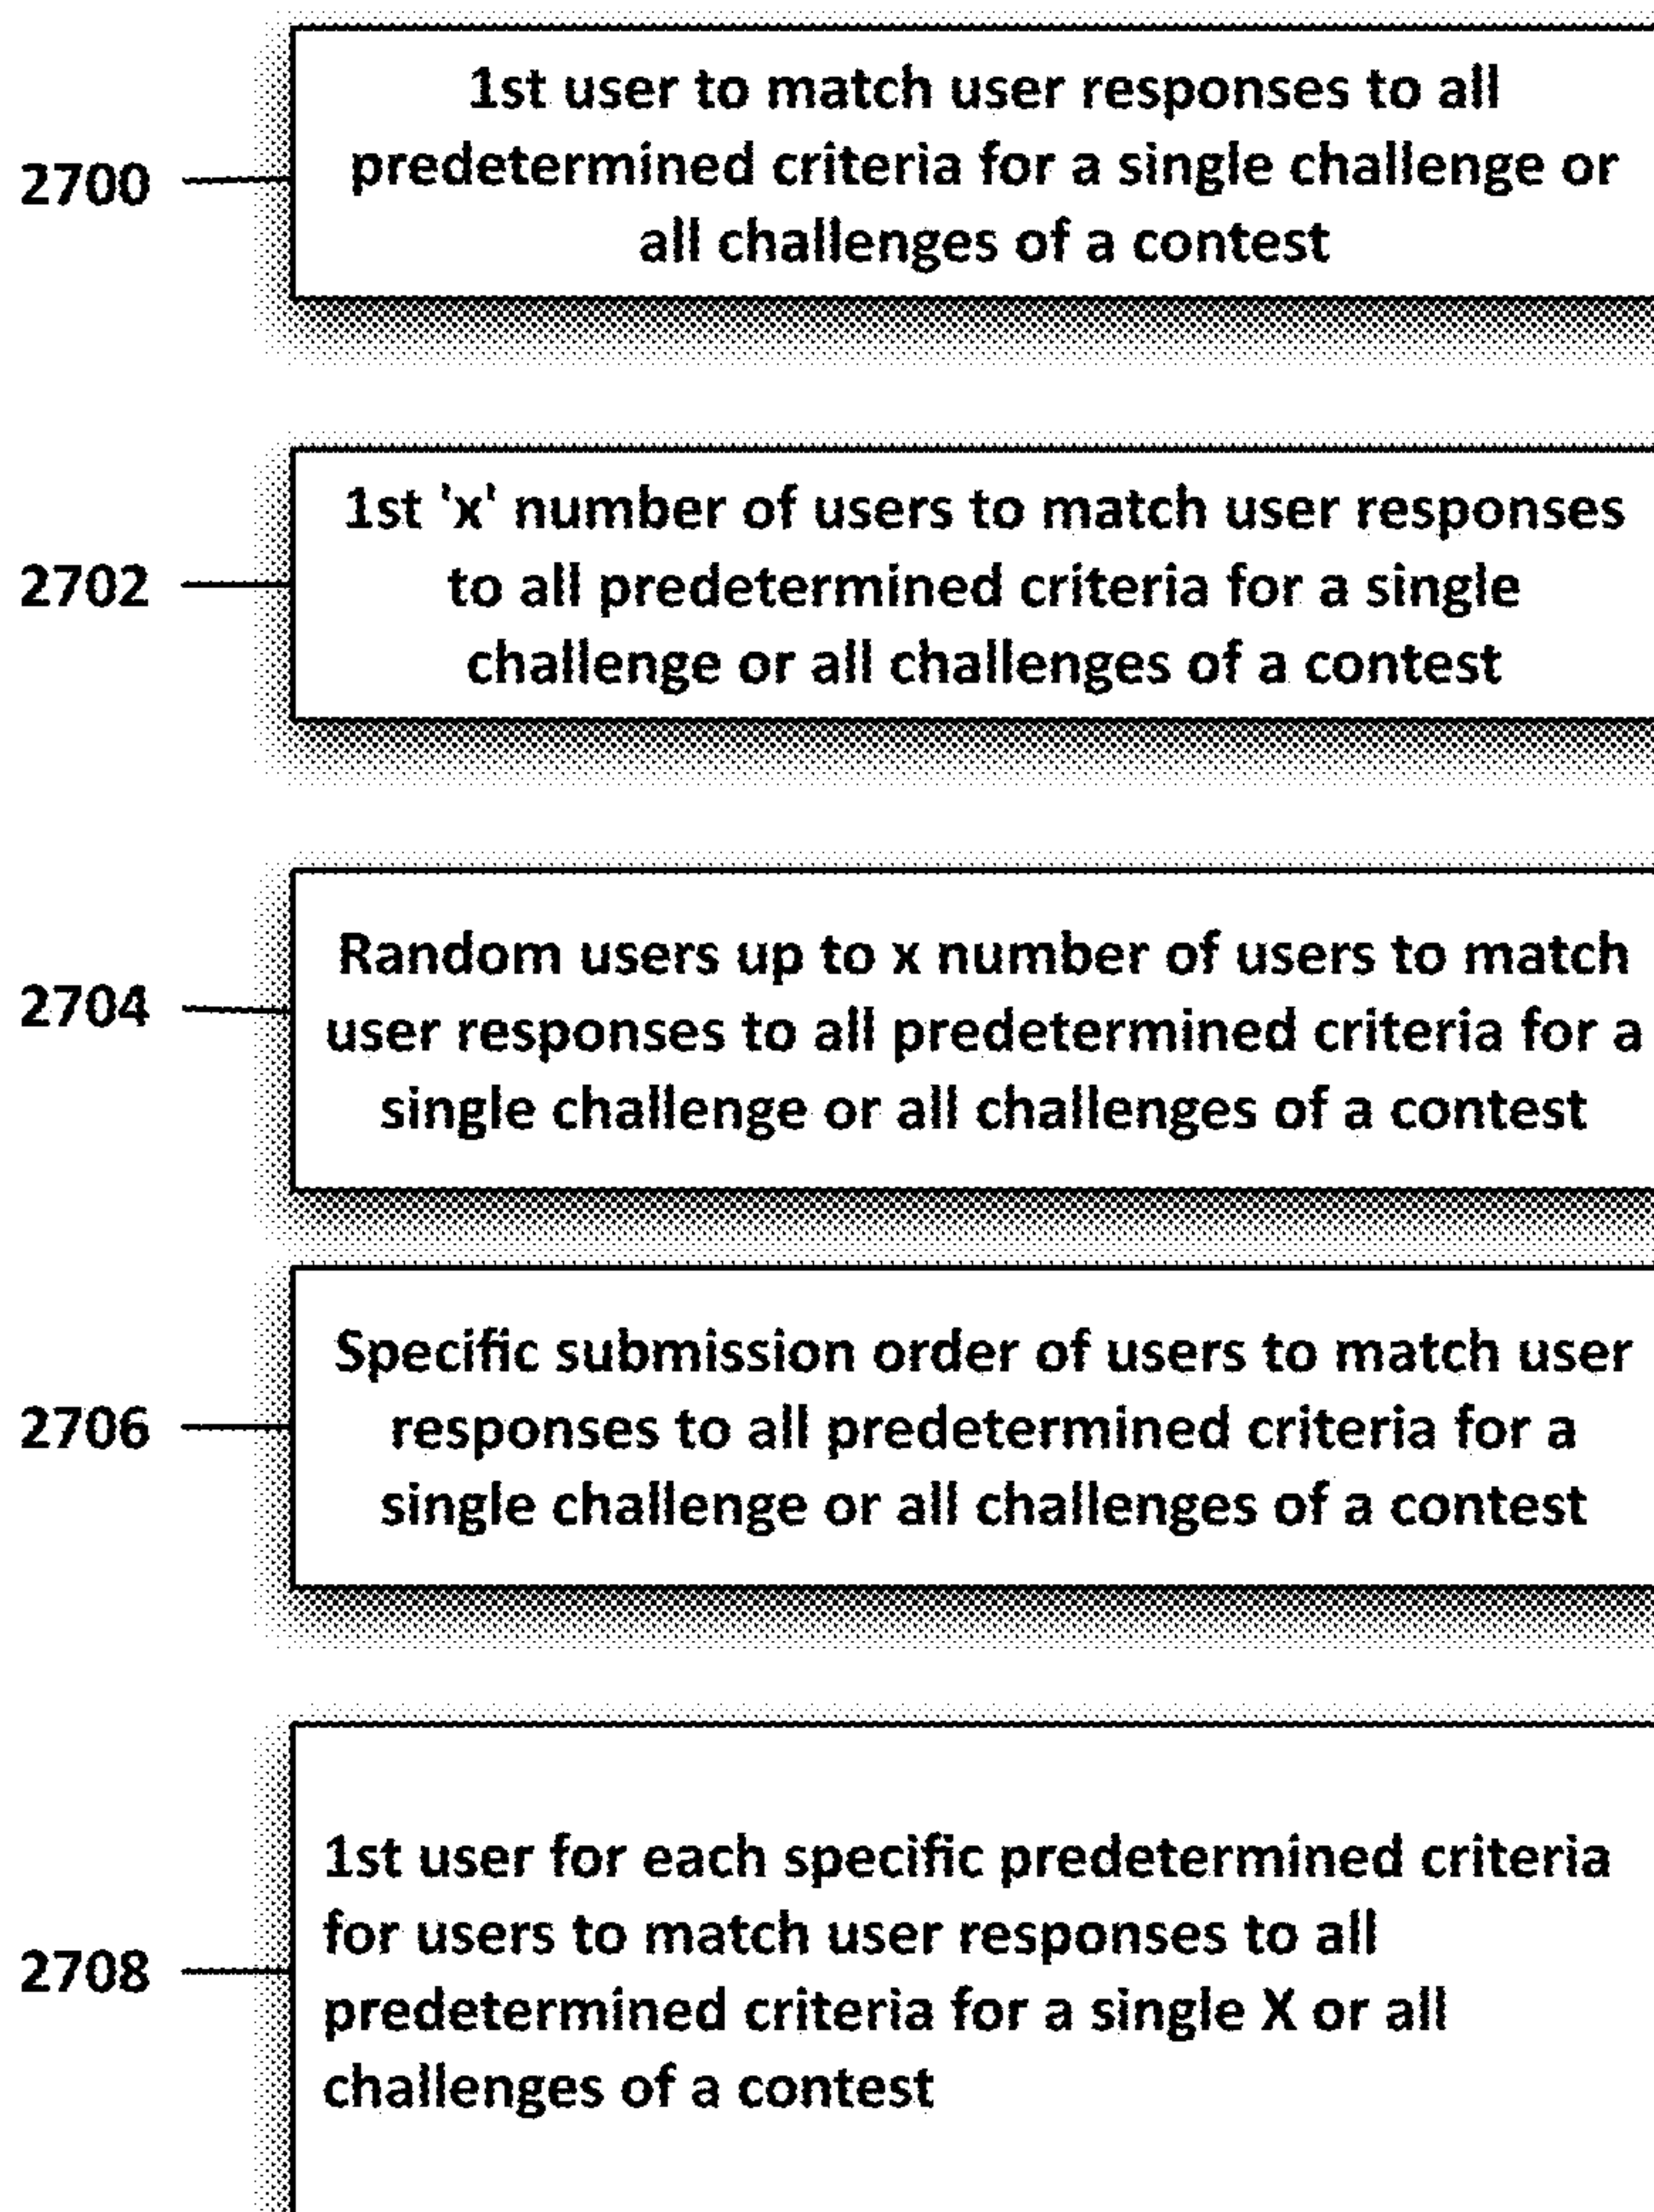 1st user to match user responses to all
predetermined criteria for a single challenge or
all challenges of a contest
2700
1st 'x' number of users to match user responses
to all predetermined criteria for a single
challenge or all challenges of a contest
2702
Random users up to x number of users to match
user responses to all predetermined criteria for a
single challenge or all challenges of a contest
2704
Specific submission order of users to match user
responses to all predetermined criteria for a
single challenge or all challenges of a contest
2706
1st user for each specific predetermined criteria
for users to match user responses to all
predetermined criteria for a single X or all
challenges of a contest
2708